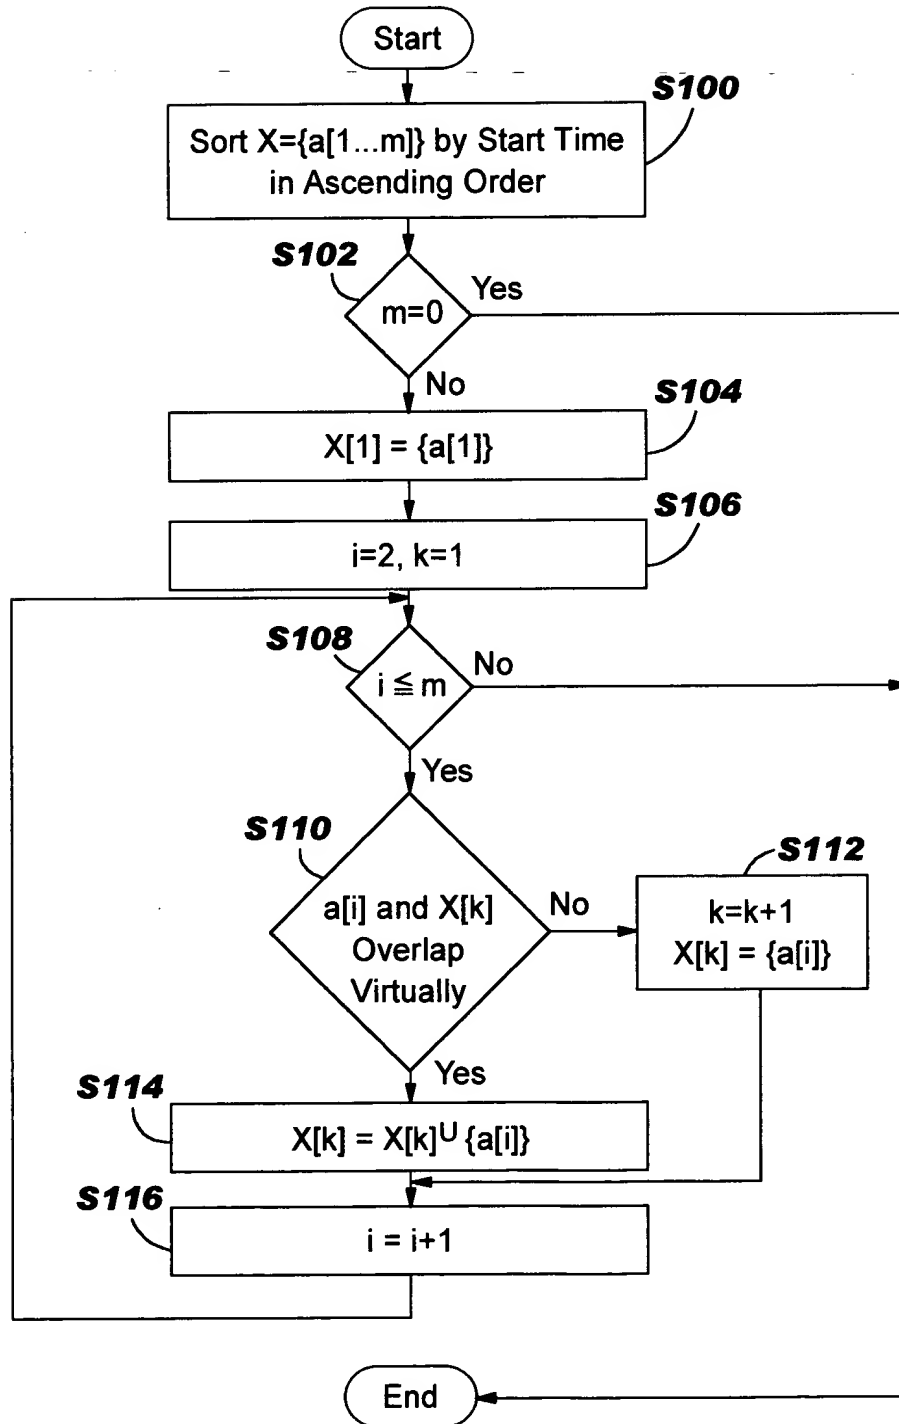 Start
S100
Sort X={a[1...m]} by Start Time
in Ascending Order
S102
Yes
m=0
No
S104
X[1] = {a[1]}
S106
i=2, k=1
S108
No
i ≦ m
Yes
S110
a[i] and X[k]
Overlap
Virtually
No
S112
k=k+1
X[k] = {a[i]}
Yes
S114
X[k] = X[k]∪ {a[i]}
S116
i = i+1
End